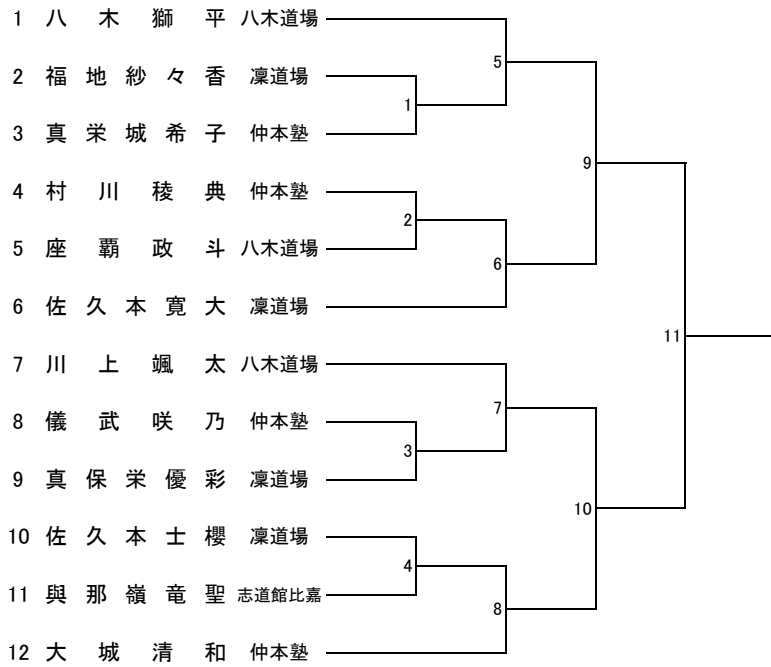 1 八木獅平 八木道場
5
2 福地紗々香 凜道場
1
3 真栄城希子 仲本塾
9
4 村川稜典 仲本塾
2
5 座覇政斗 八木道場
6
6 佐久本寛大 凜道場
11
7 川上颯太 八木道場
7
8 儀武咲乃 仲本塾
3
9 真保栄優彩 凜道場
10
10 佐久本士櫻 凜道場
4
11 與那嶺竜聖 志道館比嘉
8
12 大城清和 仲本塾